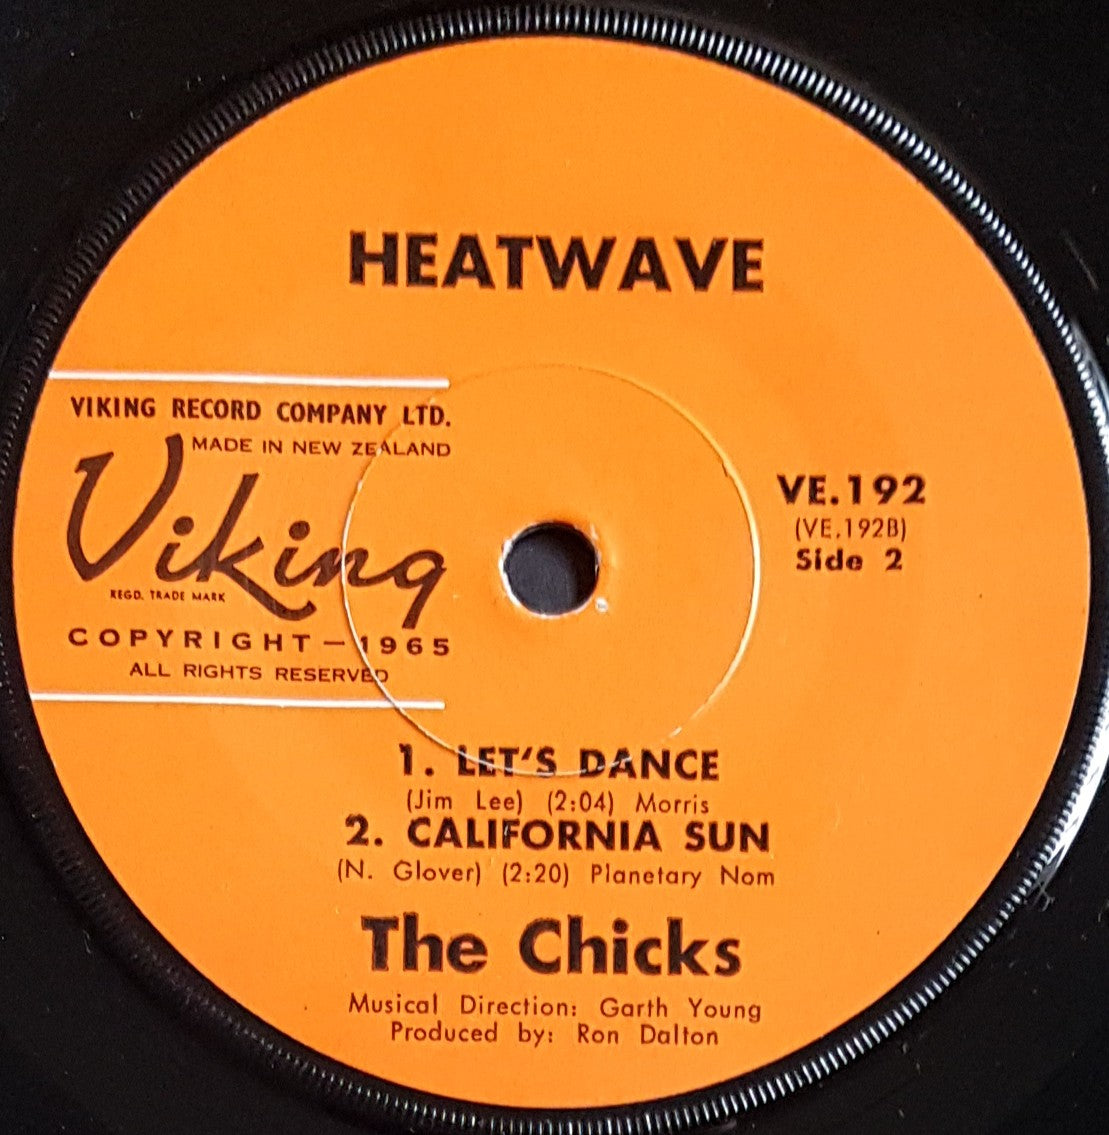 HEATWAVE
VIKING RECORD COMPANY LTD.
MADE IN NEW ZEALAND
Viking
REGD. TRADE MARK
COPYRIGHT — 1965
ALL RIGHTS RESERVED
VE.192
(VE.192B)
Side 2
1. LET'S DANCE
(Jim Lee) (2:04) Morris
2. CALIFORNIA SUN
(N. Glover) (2:20) Planetary Nom
The Chicks
Musical Direction: Garth Young
Produced by: Ron Dalton